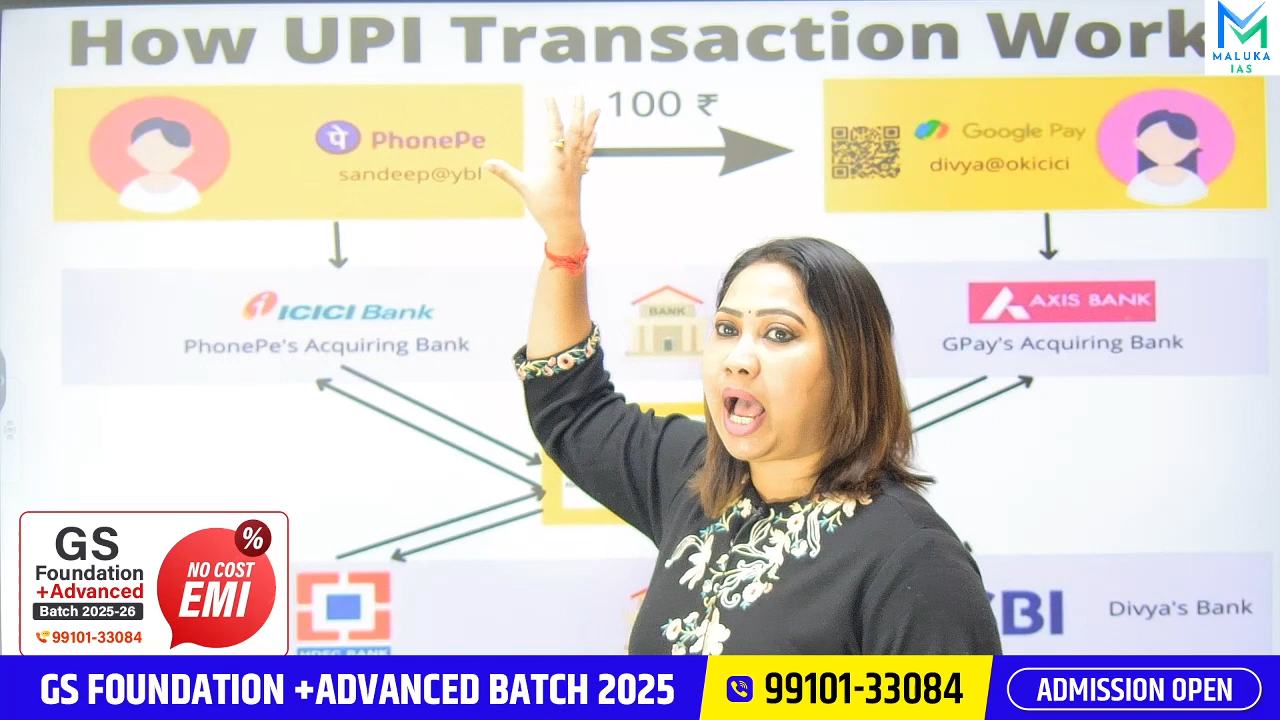 How UPI Transaction Work
MALUKA
IAS
100 ₹
पे PhonePe
sandeep@ybl
Google Pay
divya@okicici
ICICI Bank
PhonePe's Acquiring Bank
BANK
AXIS BANK
GPay's Acquiring Bank
GS
Foundation
+Advanced
Batch 2025-26
99101-33084
%
NO COST
EMI
HDFC BANK
BI
Divya's Bank
GS FOUNDATION +ADVANCED BATCH 2025
99101-33084
ADMISSION OPEN